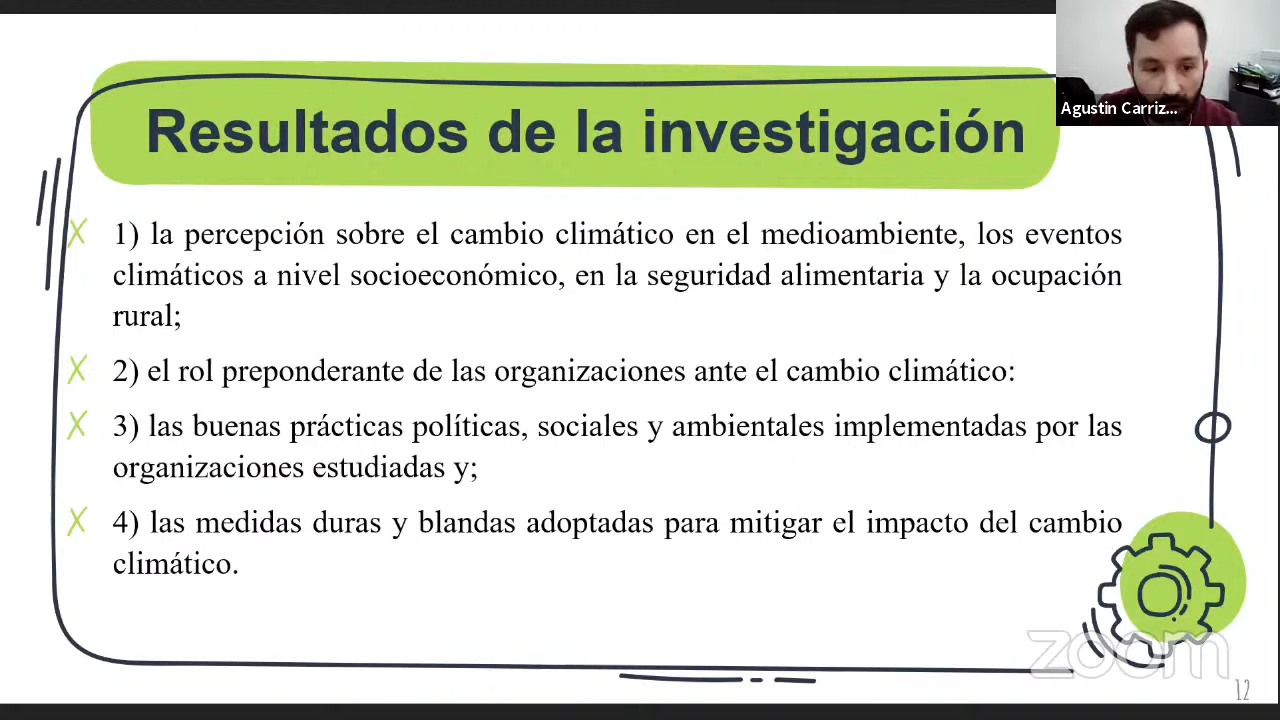 Resultados de la investigación
Agustin Carriz...
1) la percepción sobre el cambio climático en el medioambiente, los eventos
climáticos a nivel socioeconómico, en la seguridad alimentaria y la ocupación
rural;
2) el rol preponderante de las organizaciones ante el cambio climático:
3) las buenas prácticas políticas, sociales y ambientales implementadas por las
organizaciones estudiadas y;
4) las medidas duras y blandas adoptadas para mitigar el impacto del cambio
climático.
zoom
12